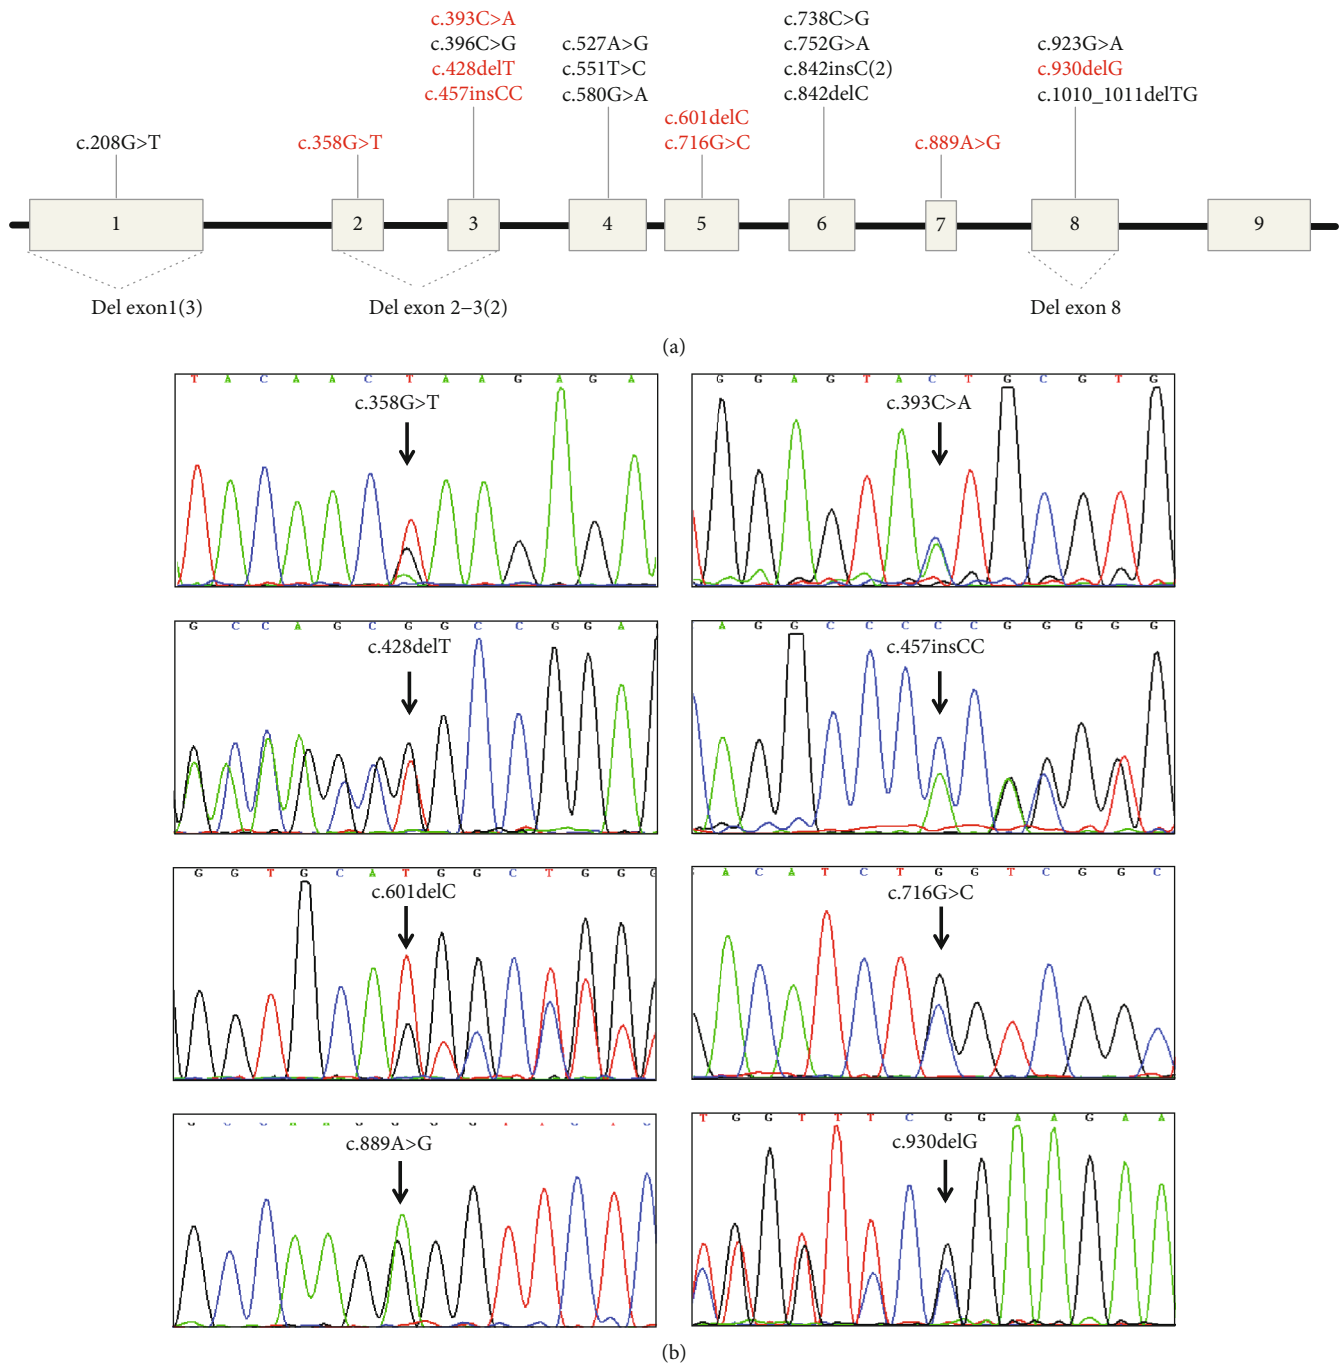 c.393C>A
c.396C>G
c.428delT
c.457insCC
c.527A>G
c.551T>C
c.580G>A
c.738C>G
c.752G>A
c.842insC(2)
c.842delC
c.923G>A
c.930delG
c.1010_1011delTG
c.208G>T
c.358G>T
c.601delC
c.716G>C
c.889A>G
1 2 3 4 5 6 7 8 9
Del exon1(3)
Del exon 2–3(2)
Del exon 8
(a)
T A C A A C T A A G A G A
c.358G>T
G G A G T A C T G C G T G
c.393C>A
G C C A G C G G C C G G A
c.428delT
A G G C C C C C G G G G G
c.457insCC
G G T G C A T G G C T G G G
c.601delC
A C A T C T G G T C G G C
c.716G>C
c.889A>G
T G G T T T C G G A A G A A
c.930delG
(b)